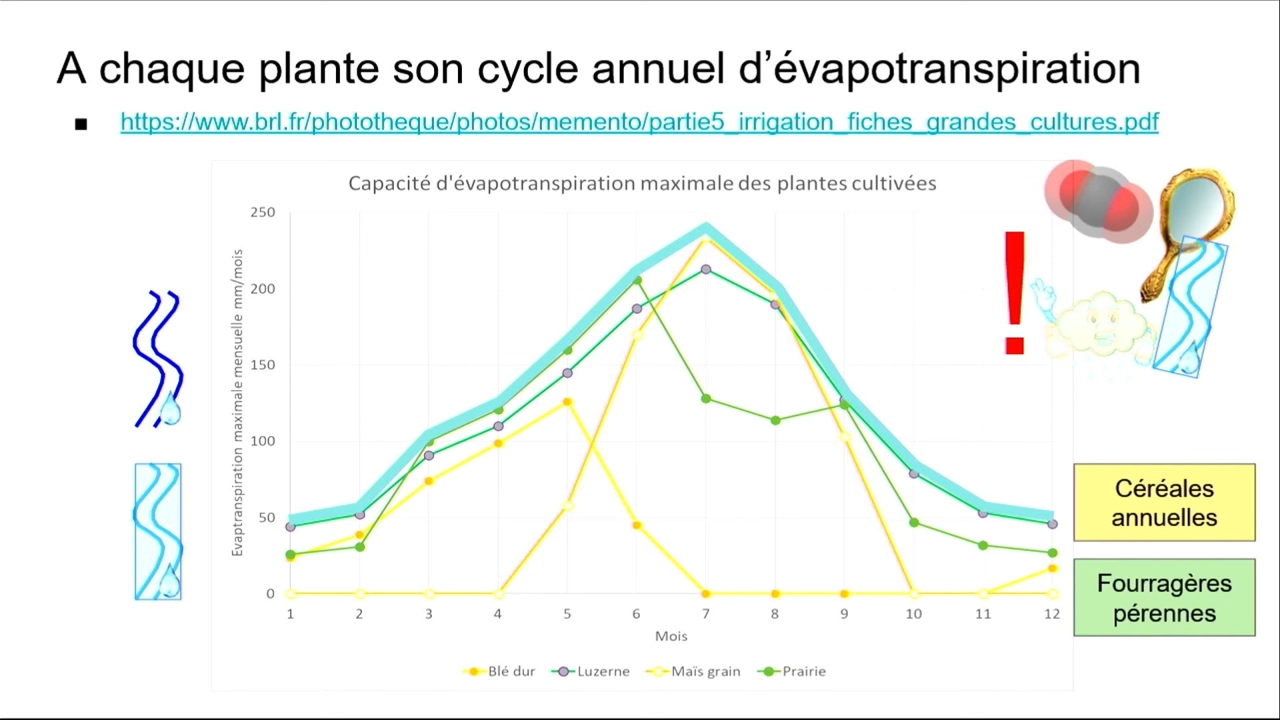 A chaque plante son cycle annuel d'évapotranspiration
▪ https://www.brl.fr/phototheque/photos/memento/partie5_irrigation_fiches_grandes_cultures.pdf
Capacité d'évapotranspiration maximale des plantes cultivées
Evaptranspiration maximale mensuelle mm/mois
250
200
150
100
50
0
1 2 3 4 5 6 7 8 9 10 11 12
Mois
Blé dur Luzerne Maïs grain Prairie
!
Céréales
annuelles
Fourragères
pérennes